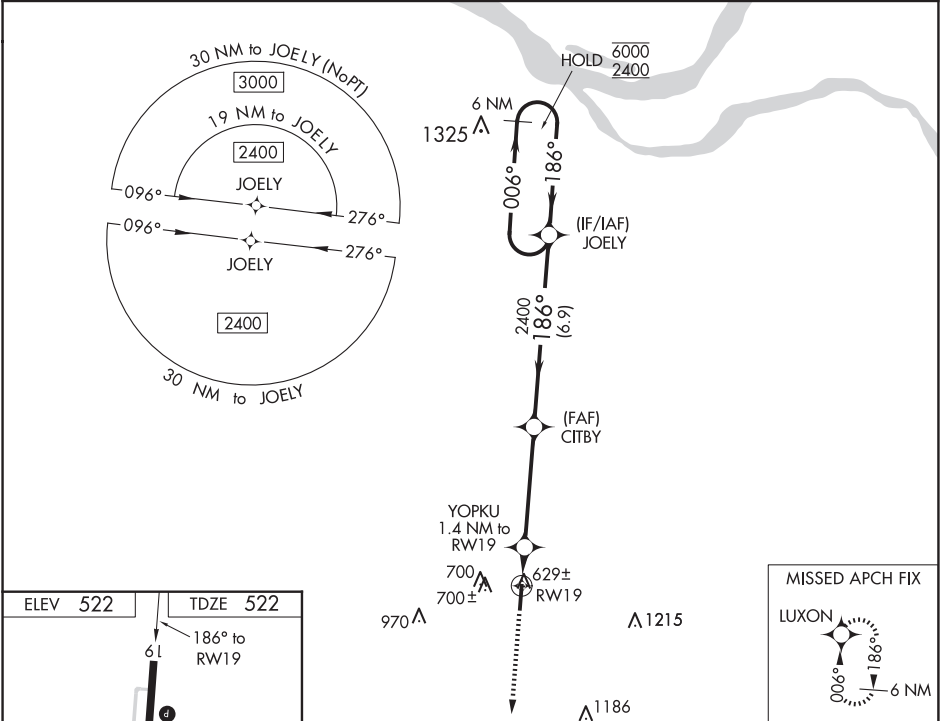 30 NM to JOELY (NoPT)
3000
19 NM to JOELY
2400
JOELY
096°
276°
096°
276°
JOELY
2400
30 NM to JOELY
HOLD
6000
2400
6 NM
1325
006°
186°
(IF/IAF)
JOELY
2400
186°
(6.9)
(FAF)
CITBY
YOPKU
1.4 NM to
RW19
700
700±
629±
RW19
970
1215
1186
ELEV 522
TDZE 522
186° to
RW19
19
P
MISSED APCH FIX
LUXON
006°
186°
6 NM